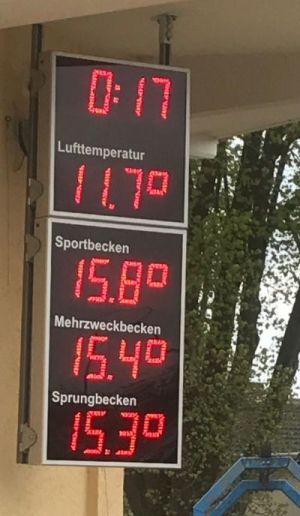 0:17
Lufttemperatur
11.7°
Sportbecken
15.8°
Mehrzweckbecken
15.4°
Sprungbecken
15.3°